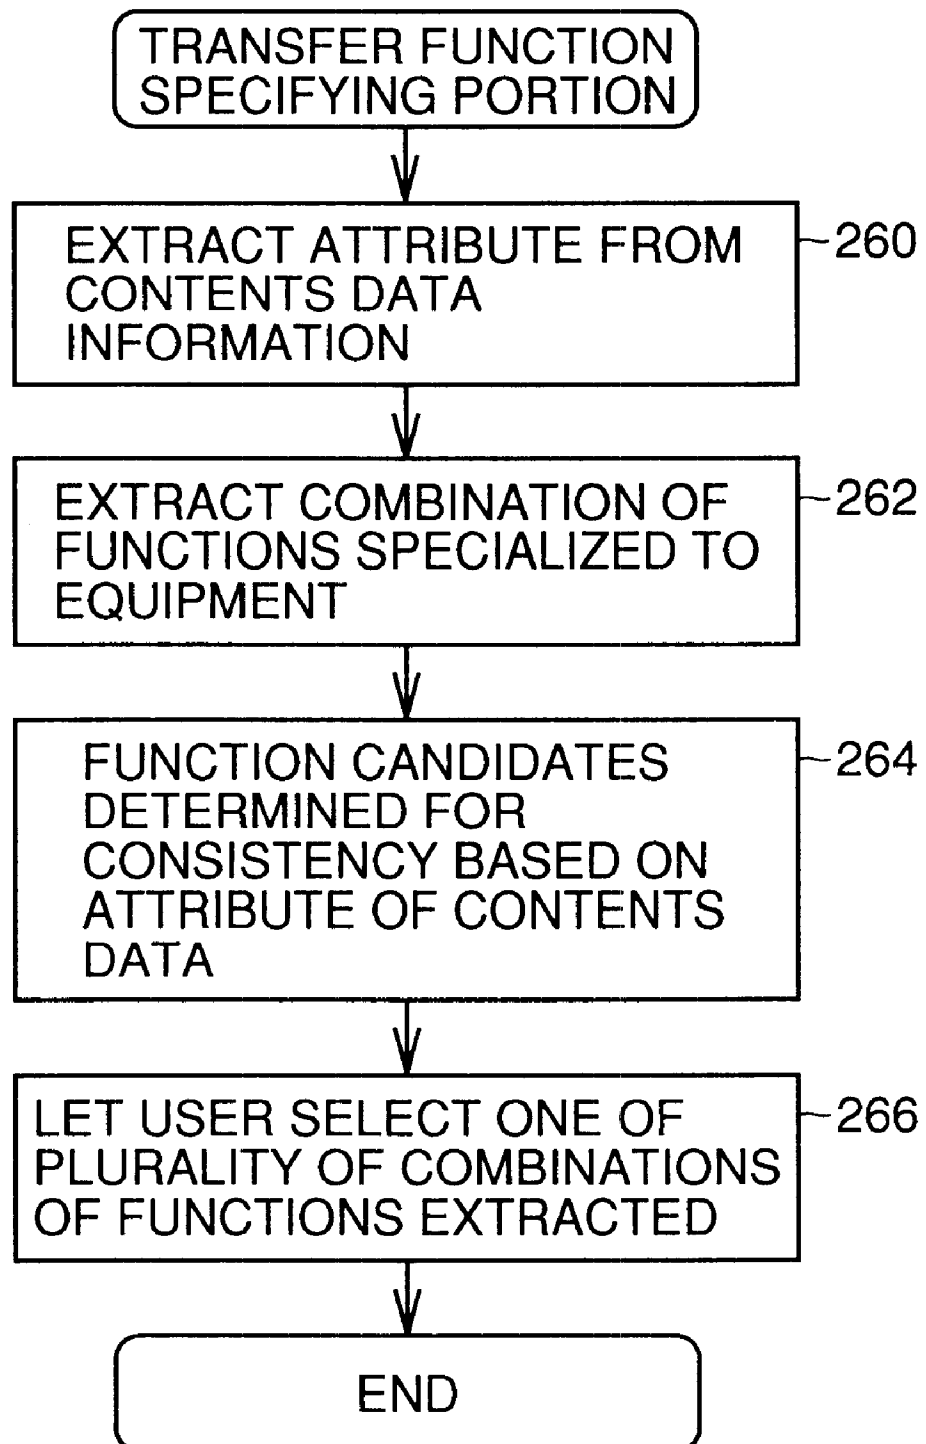 TRANSFER FUNCTION
SPECIFYING PORTION
EXTRACT ATTRIBUTE FROM
CONTENTS DATA
INFORMATION
260
EXTRACT COMBINATION OF
FUNCTIONS SPECIALIZED TO
EQUIPMENT
262
FUNCTION CANDIDATES
DETERMINED FOR
CONSISTENCY BASED ON
ATTRIBUTE OF CONTENTS
DATA
264
LET USER SELECT ONE OF
PLURALITY OF COMBINATIONS
OF FUNCTIONS EXTRACTED
266
END